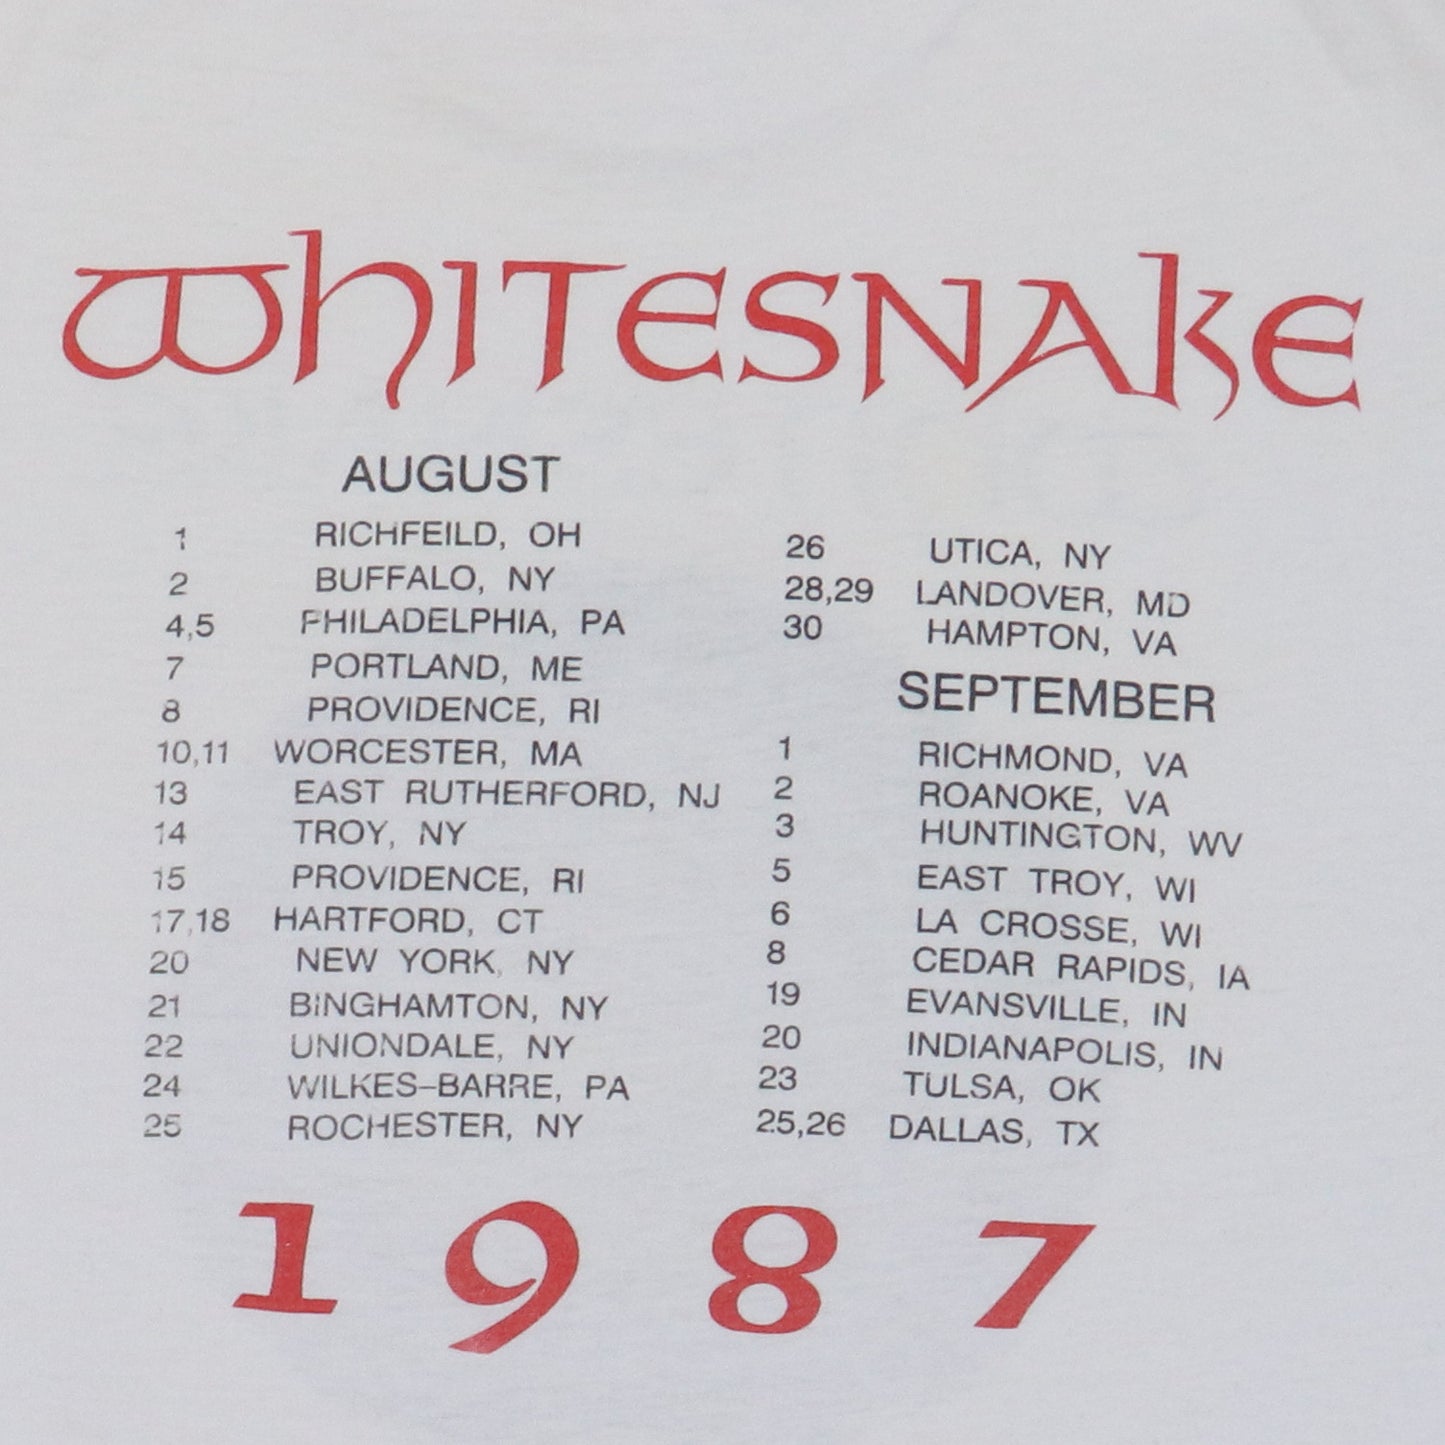 WHITESNAKE
AUGUST
1 RICHFEILD, OH
2 BUFFALO, NY
4,5 PHILADELPHIA, PA
7 PORTLAND, ME
8 PROVIDENCE, RI
10,11 WORCESTER, MA
13 EAST RUTHERFORD, NJ
14 TROY, NY
15 PROVIDENCE, RI
17,18 HARTFORD, CT
20 NEW YORK, NY
21 BINGHAMTON, NY
22 UNIONDALE, NY
24 WILKES-BARRE, PA
25 ROCHESTER, NY
26 UTICA, NY
28,29 LANDOVER, MD
30 HAMPTON, VA
SEPTEMBER
1 RICHMOND, VA
2 ROANOKE, VA
3 HUNTINGTON, WV
5 EAST TROY, WI
6 LA CROSSE, WI
8 CEDAR RAPIDS, IA
19 EVANSVILLE, IN
20 INDIANAPOLIS, IN
23 TULSA, OK
25,26 DALLAS, TX
1987